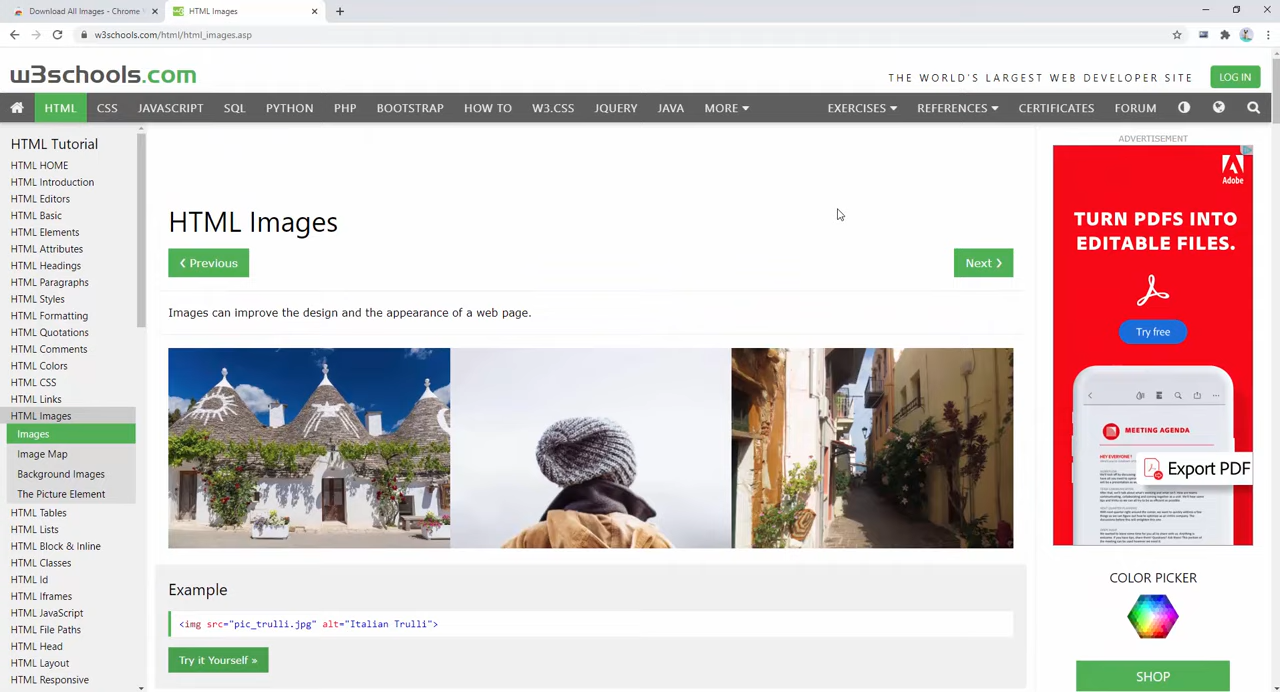 Download All Images - Chrome
HTML Images
w3schools.com/html/html_images.asp
w3schools.com
THE WORLD'S LARGEST WEB DEVELOPER SITE
LOG IN
HTML
CSS
JAVASCRIPT
SQL
PYTHON
PHP
BOOTSTRAP
HOW TO
W3.CSS
JQUERY
JAVA
MORE
EXERCISES
REFERENCES
CERTIFICATES
FORUM
HTML Tutorial
HTML HOME
HTML Introduction
HTML Editors
HTML Basic
HTML Elements
HTML Attributes
HTML Headings
HTML Paragraphs
HTML Styles
HTML Formatting
HTML Quotations
HTML Comments
HTML Colors
HTML CSS
HTML Links
HTML Images
Images
Image Map
Background Images
The Picture Element
HTML Tables
HTML Lists
HTML Block & Inline
HTML Classes
HTML Id
HTML Iframes
HTML JavaScript
HTML File Paths
HTML Head
HTML Layout
HTML Responsive
HTML Images
❮ Previous
Next ❯
Images can improve the design and the appearance of a web page.
Example
<img src="pic_trulli.jpg" alt="Italian Trulli">
Try it Yourself »
ADVERTISEMENT
Adobe
TURN PDFS INTO
EDITABLE FILES.
Try free
MEETING AGENDA
Export PDF
COLOR PICKER
SHOP